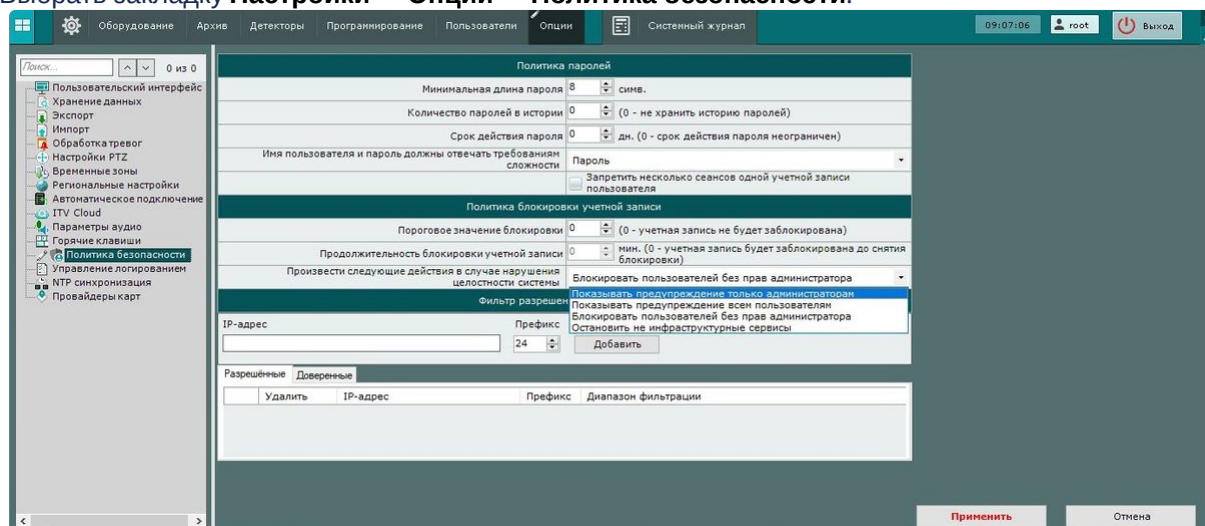 Выбрать закладку Настройки – Опции – Политика безопасности.
Оборудование Архив Детекторы Программирование Пользователи Опции Системный журнал 09:07:06 root Выход
Поиск... 0 из 0
Пользовательский интерфейс
Хранение данных
Экспорт
Импорт
Обработка тревог
Настройки PTZ
Временные зоны
Региональные настройки
Автоматическое подключение
ITV Cloud
Параметры аудио
Горячие клавиши
Политика безопасности
Управление логированием
NTP синхронизация
Провайдеры карт
Политика паролей
Минимальная длина пароля 8 симв.
Количество паролей в истории 0 (0 - не хранить историю паролей)
Срок действия пароля 0 дн. (0 - срок действия пароля неограничен)
Имя пользователя и пароль должны отвечать требованиям
сложности Пароль
Запретить несколько сеансов одной учетной записи
пользователя
Политика блокировки учетной записи
Пороговое значение блокировки 0 (0 - учетная запись не будет заблокирована)
Продолжительность блокировки учетной записи 0 мин. (0 - учетная запись будет заблокирована до снятия
блокировки)
Произвести следующие действия в случае нарушения
целостности системы Блокировать пользователей без прав администратора
Показывать предупреждение только администраторам
Показывать предупреждение всем пользователям
Блокировать пользователей без прав администратора
Остановить не инфраструктурные сервисы
Фильтр разрешен
IP-адрес Префикс
24 Добавить
Разрешённые Доверенные
Удалить IP-адрес Префикс Диапазон фильтрации
Применить Отмена